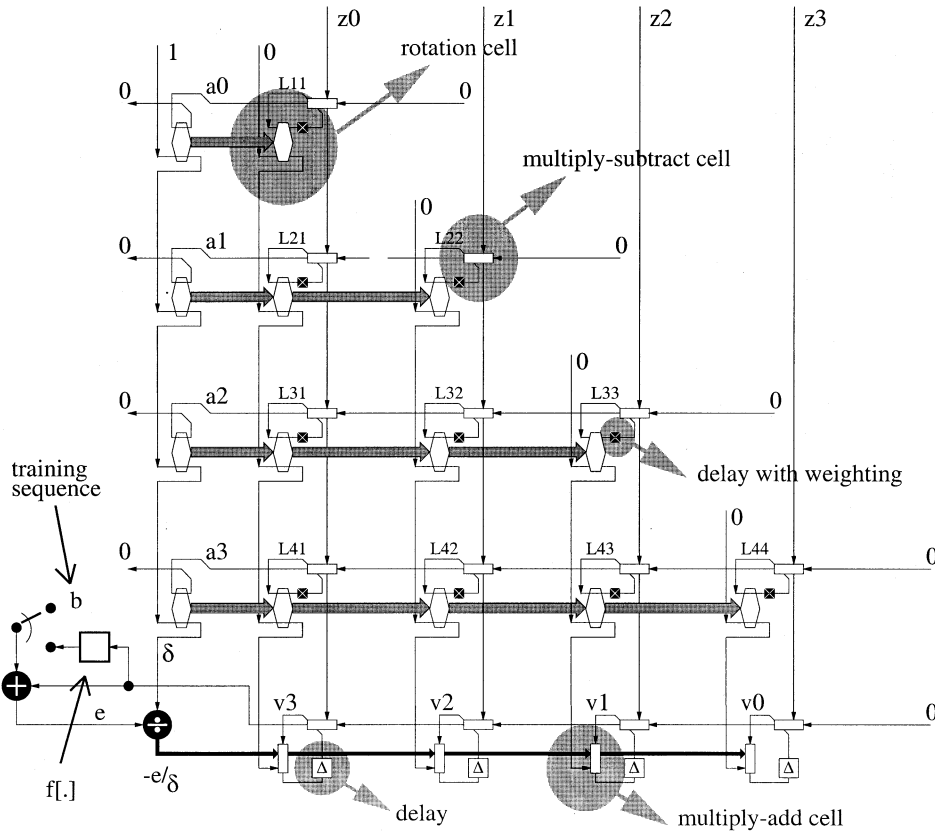 z0 z1 z2 z3
1 0 rotation cell
0 a0 L11 0
multiply-subtract cell
0
0 a1 L21 L22 0
0
0 a2 L31 L32 L33 0
training
sequence
delay with weighting
0
0 a3 L41 L42 L43 L44 0
b
δ
+
e v3 v2 v1 v0 0
÷
-e/δ Δ Δ Δ Δ
f[.]
delay multiply-add cell